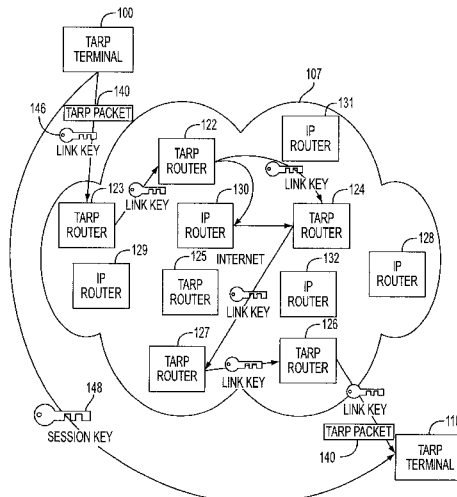 100
TARP
TERMINAL
140
TARP PACKET
146
LINK KEY
107
131
IP
ROUTER
122
TARP
ROUTER
LINK KEY
LINK KEY
123
TARP
ROUTER
130
IP
ROUTER
124
TARP
ROUTER
129
IP
ROUTER
125
TARP
ROUTER
INTERNET
132
IP
ROUTER
128
IP
ROUTER
LINK KEY
127
TARP
ROUTER
126
TARP
ROUTER
LINK KEY
LINK KEY
148
SESSION KEY
TARP PACKET
140
TARP
TERMINAL